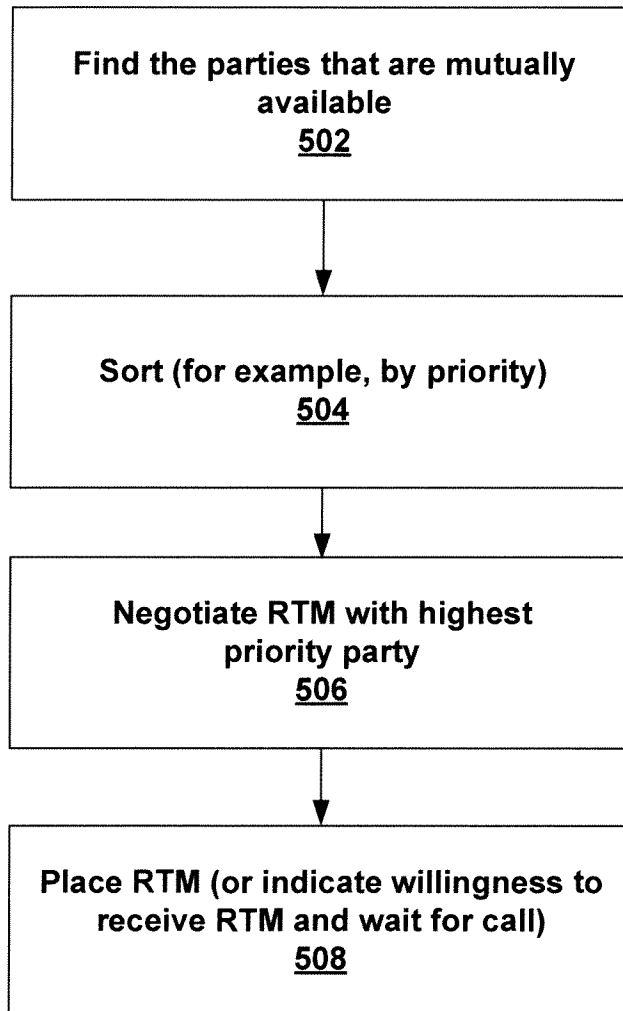 Find the parties that are mutually
available
502
Sort (for example, by priority)
504
Negotiate RTM with highest
priority party
506
Place RTM (or indicate willingness to
receive RTM and wait for call)
508